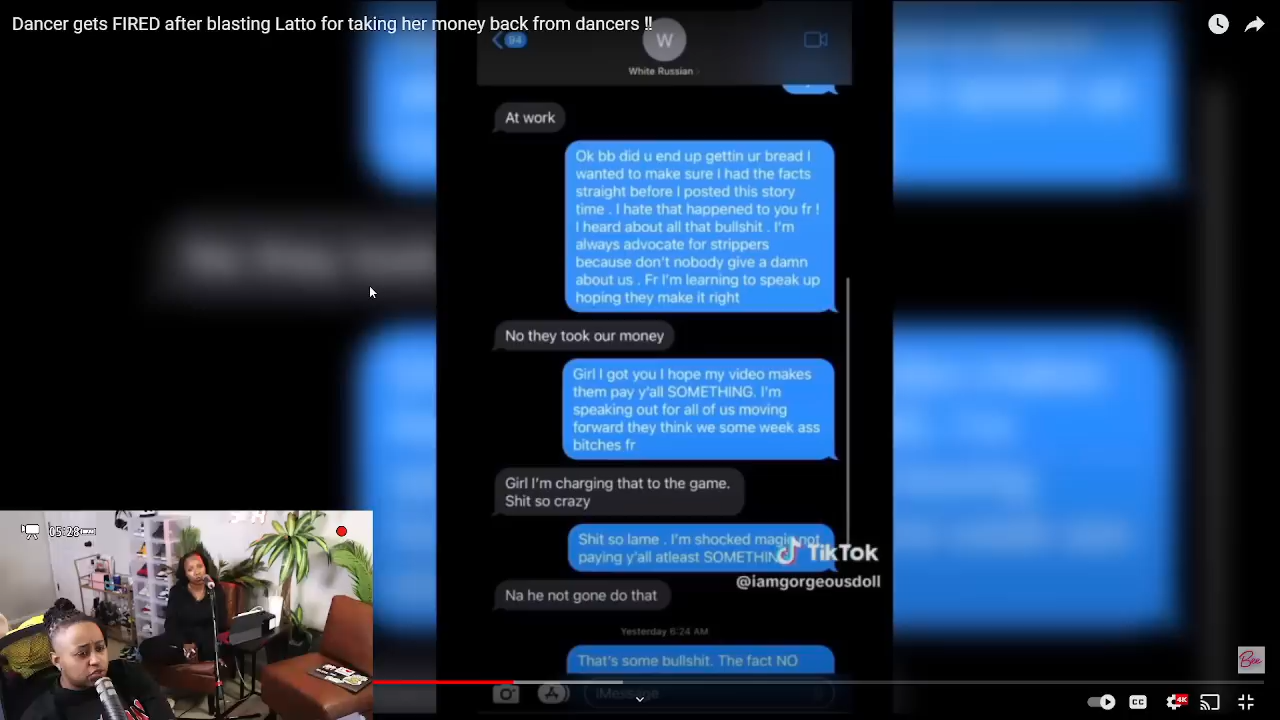 Dancer gets FIRED after blasting Latto for taking her money back from dancers ‼
94
W
White Russian
At work
Ok bb did u end up gettin ur bread I
wanted to make sure I had the facts
straight before I posted this story
time . I hate that happened to you fr !
I heard about all that bullshit . I'm
always advocate for strippers
because don't nobody give a damn
about us . Fr I'm learning to speak up
hoping they make it right
No they took our money
Girl I got you I hope my video makes
them pay y'all SOMETHING. I'm
speaking out for all of us moving
forward they think we some week ass
bitches fr
Girl I'm charging that to the game.
Shit so crazy
Shit so lame . I'm shocked magic not
paying y'all atleast SOMETHING
TikTok
@iamgorgeousdoll
Na he not gone do that
Yesterday 6:24 AM
That's some bullshit. The fact NO
iMessage
05:28
Bee
CC
4K